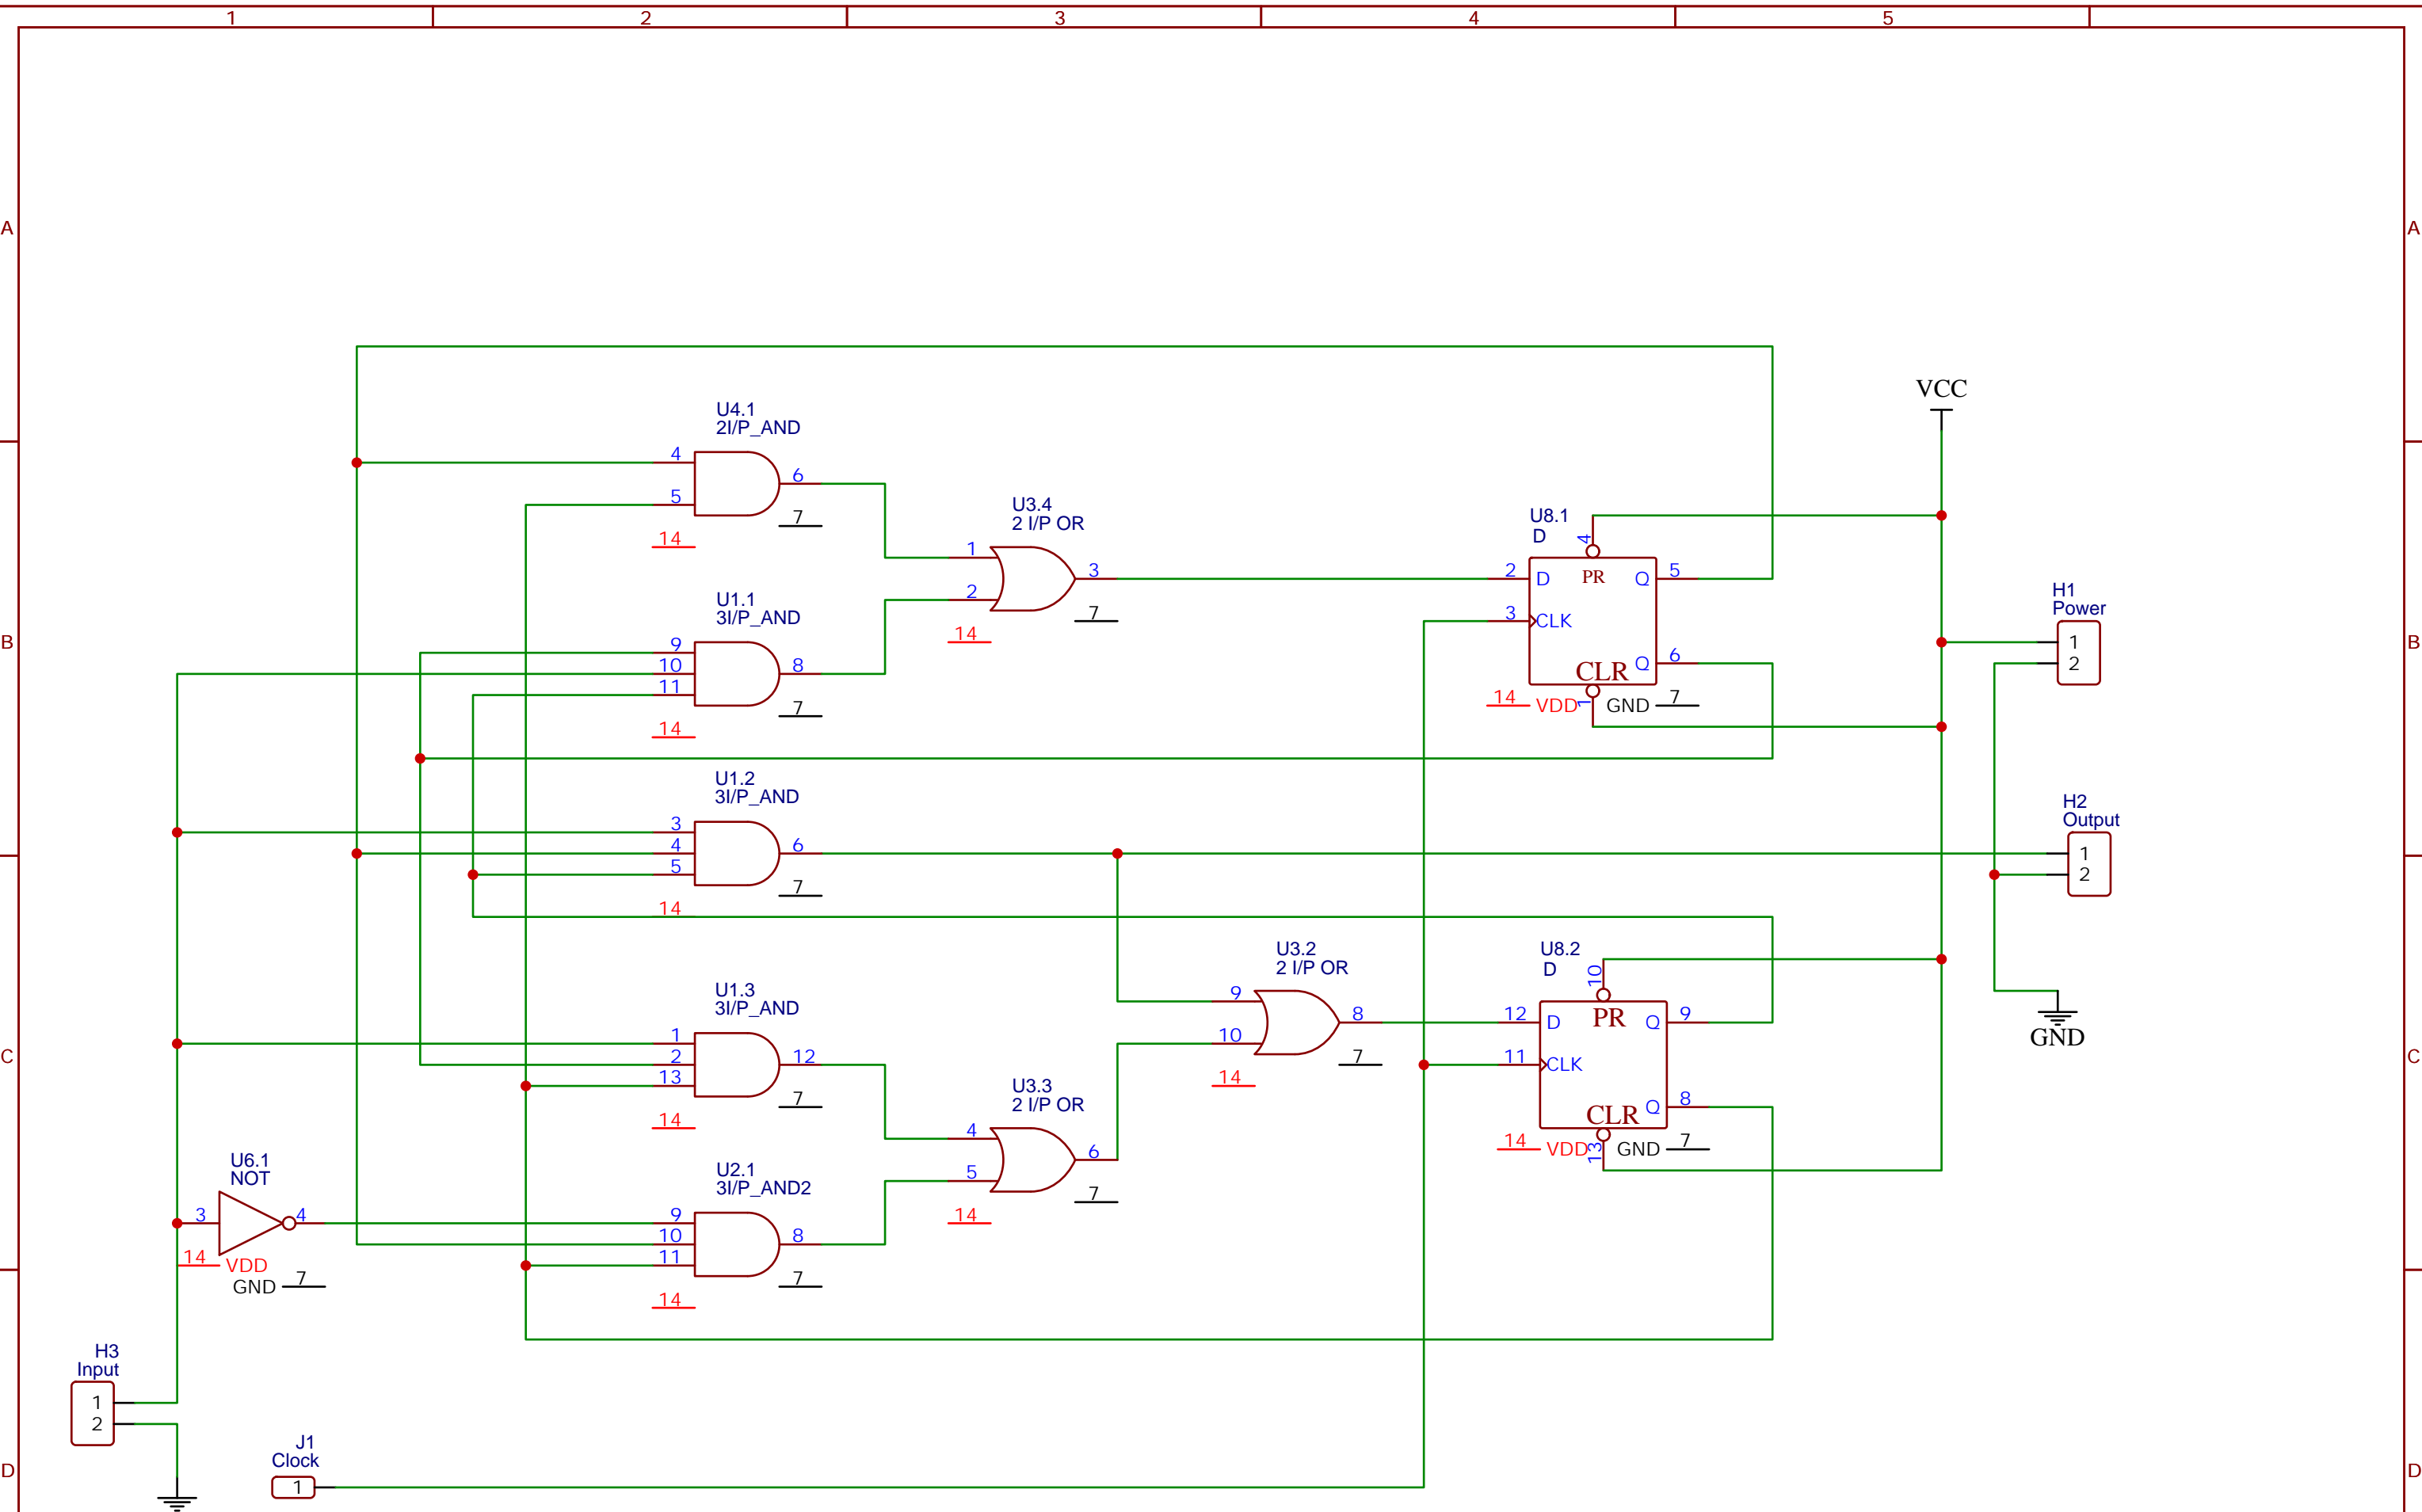 1 2 3 4 5
A A
VCC
U4.1
2I/P_AND
4 6
5 7
14
U3.4
2 I/P OR
1 3
2 7
14
U8.1
D
4
2 D PR Q 5
3 CLK
CLR Q 6
14 VDD 1 GND 7
H1
Power
1
2
U1.1
3I/P_AND
9
10 8
11 7
14
B B
U1.2
3I/P_AND
3
4 6
5 7
14
H2
Output
1
2
U3.2
2 I/P OR
9 8
10 7
14
U8.2
D
10
12 D PR Q 9
11 CLK
CLR Q 8
14 VDD 13 GND 7
GND
U1.3
3I/P_AND
1
2 12
13 7
14
C C
U3.3
2 I/P OR
4 6
5 7
14
U6.1
NOT
3 4
14 VDD
GND 7
U2.1
3I/P_AND2
9
10 8
11 7
14
H3
Input
1
2
J1
Clock
1
D D